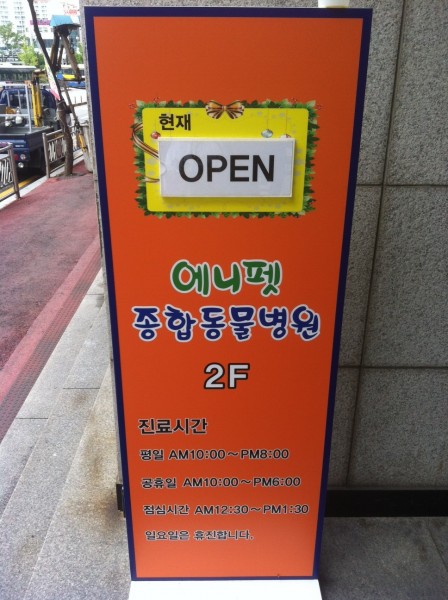 현재
OPEN
에니펫
종합동물병원
2F
진료시간
평일 AM10:00~PM8:00
공휴일 AM10:00~PM6:00
점심시간 AM12:30~PM1:30
일요일은 휴진합니다.